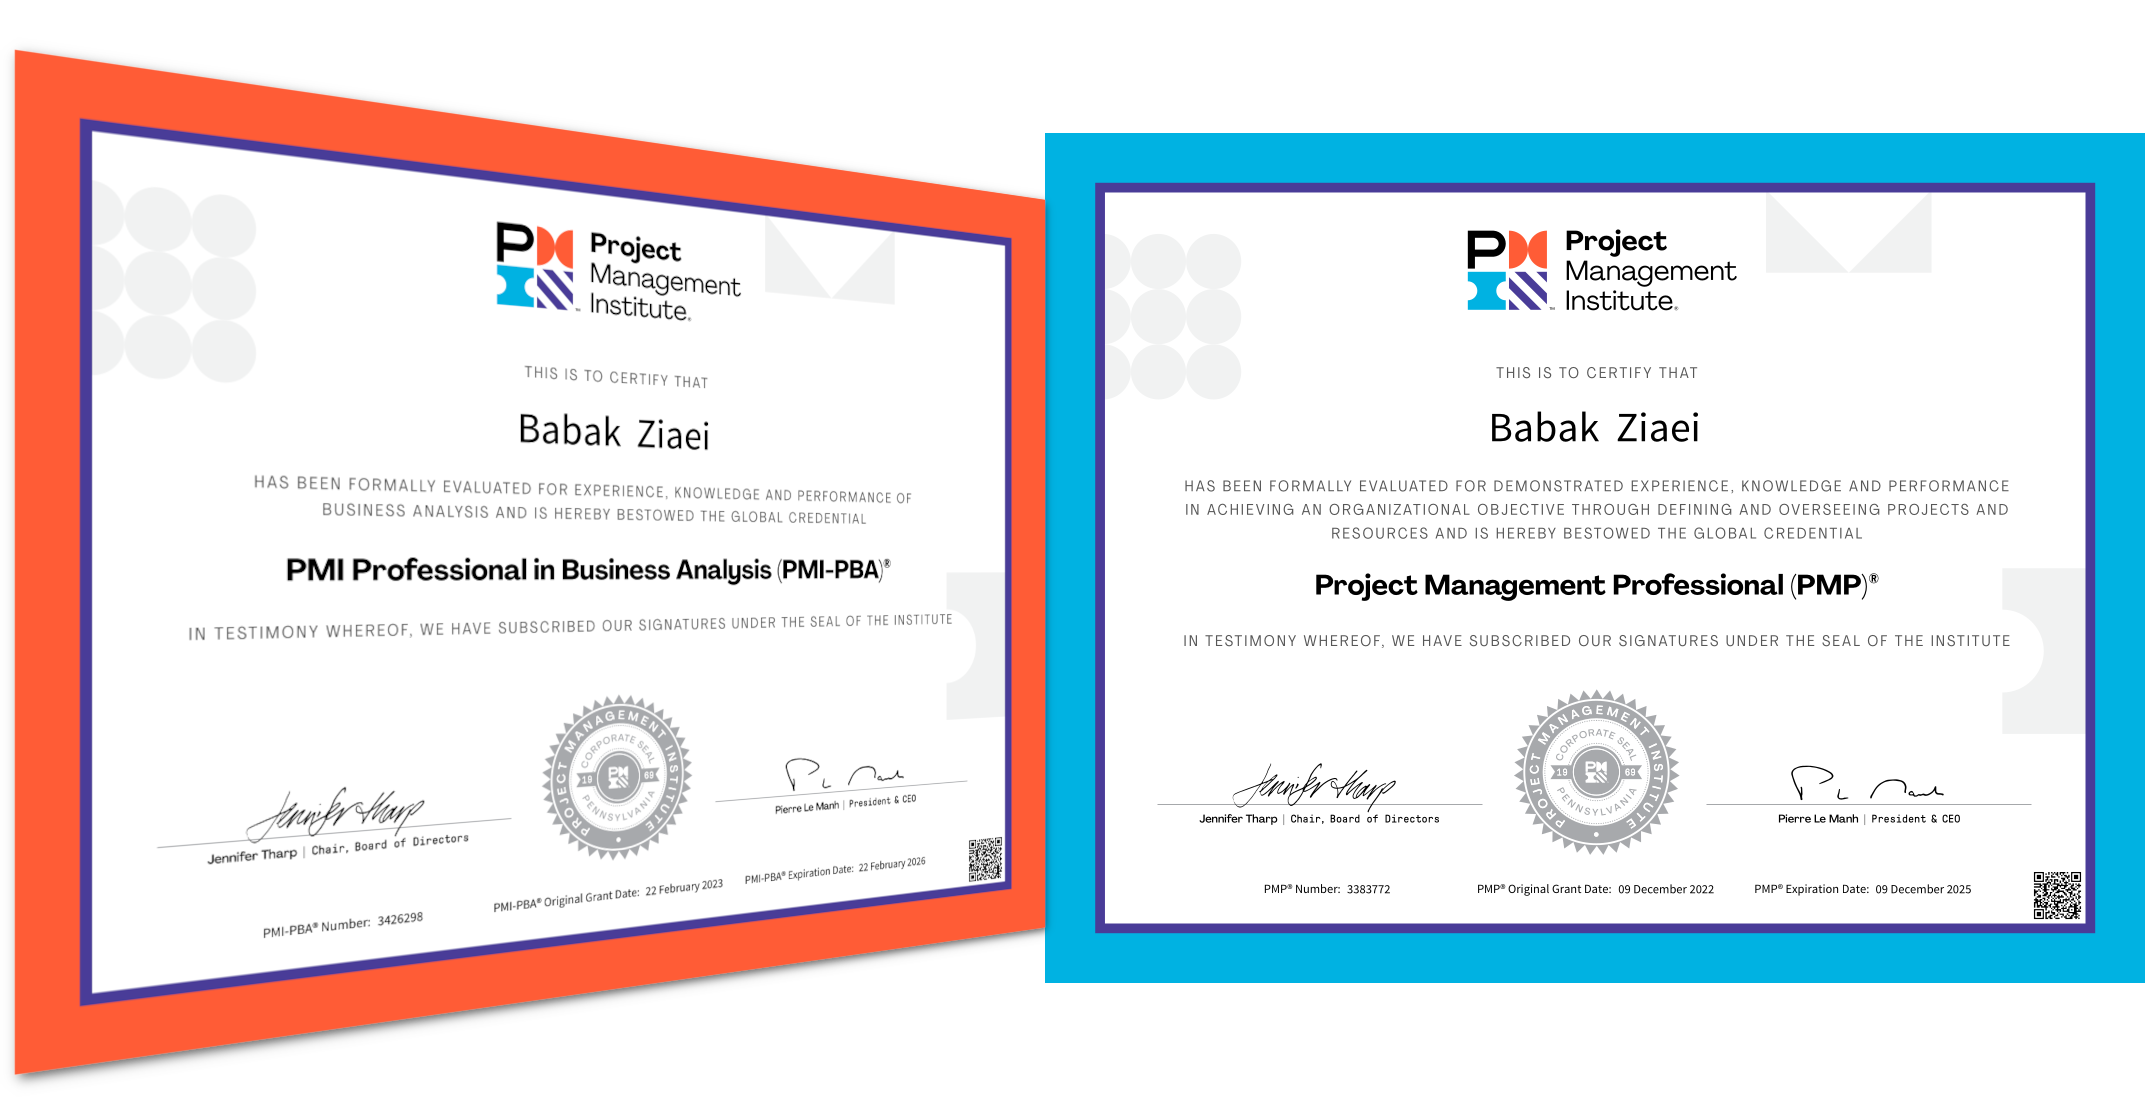 PM
Project
Management
Institute.
THIS IS TO CERTIFY THAT
Babak Ziaei
HAS BEEN FORMALLY EVALUATED FOR EXPERIENCE, KNOWLEDGE AND PERFORMANCE OF
BUSINESS ANALYSIS AND IS HEREBY BESTOWED THE GLOBAL CREDENTIAL
PMI Professional in Business Analysis (PMI-PBA)®
IN TESTIMONY WHEREOF, WE HAVE SUBSCRIBED OUR SIGNATURES UNDER THE SEAL OF THE INSTITUTE
PROJECT MANAGEMENT INSTITUTE
CORPORATE SEAL
19 PM 69
PENNSYLVANIA
Jennifer Tharp
Jennifer Tharp | Chair, Board of Directors
Pierre Le Manh | President & CEO
PMI-PBA® Number: 3426298
PMI-PBA® Original Grant Date: 22 February 2023
PMI-PBA® Expiration Date: 22 February 2026
PM
Project
Management
Institute.
THIS IS TO CERTIFY THAT
Babak Ziaei
HAS BEEN FORMALLY EVALUATED FOR DEMONSTRATED EXPERIENCE, KNOWLEDGE AND PERFORMANCE
IN ACHIEVING AN ORGANIZATIONAL OBJECTIVE THROUGH DEFINING AND OVERSEEING PROJECTS AND
RESOURCES AND IS HEREBY BESTOWED THE GLOBAL CREDENTIAL
Project Management Professional (PMP)®
IN TESTIMONY WHEREOF, WE HAVE SUBSCRIBED OUR SIGNATURES UNDER THE SEAL OF THE INSTITUTE
PROJECT MANAGEMENT INSTITUTE
CORPORATE SEAL
19 PM 69
PENNSYLVANIA
Jennifer Tharp
Jennifer Tharp | Chair, Board of Directors
Pierre Le Manh | President & CEO
PMP® Number: 3383772
PMP® Original Grant Date: 09 December 2022
PMP® Expiration Date: 09 December 2025